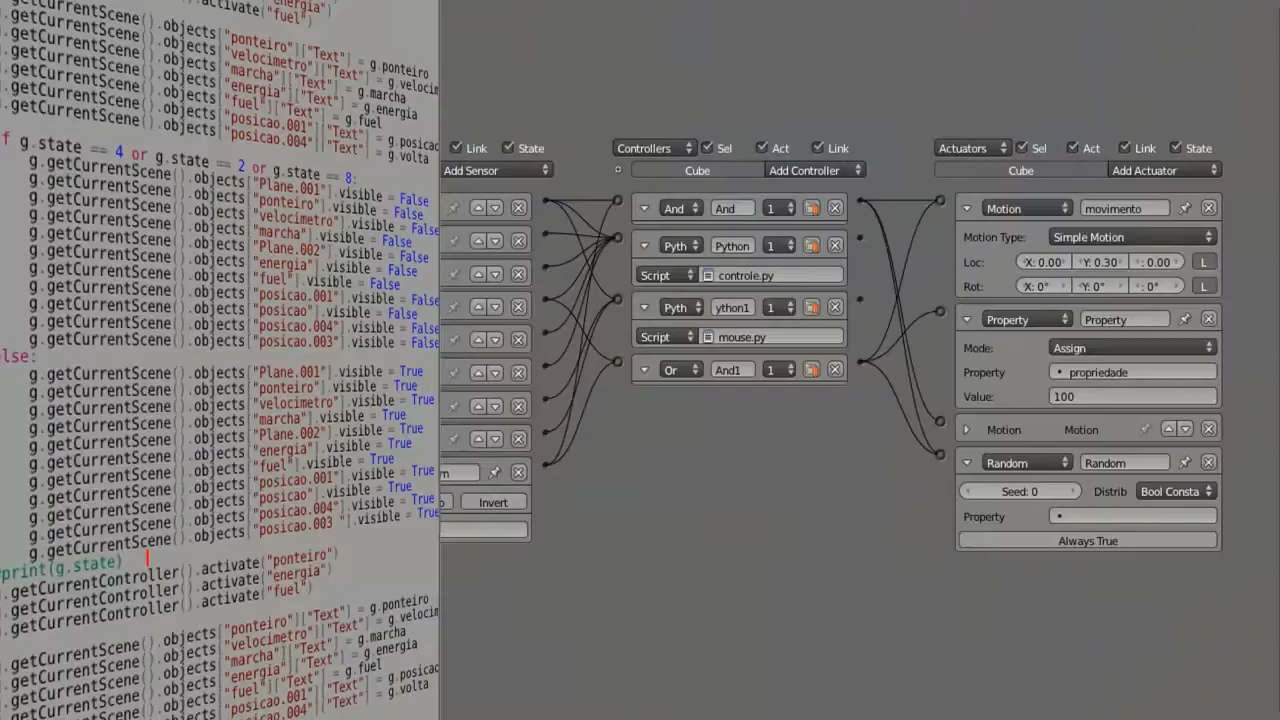 energia")
.activate("fuel")
.getCurrentScene().objects
.getCurrentScene().objects["ponteiro"]["Text"] = g.ponteiro
.getCurrentScene().objects["velocimetro"]["Text"] = g.velocim
.getCurrentScene().objects["marcha"]["Text"] = g.marcha
.getCurrentScene().objects["energia"]["Text"] = g.energia
.getCurrentScene().objects["fuel"]["Text"] = g.fuel
.getCurrentScene().objects["posicao.001"]["Text"] = g.posicao
.getCurrentScene().objects["posicao.004"]["Text"] = g.volta
f g.state == 4 or g.state == 2 or g.state == 8:
g.getCurrentScene().objects["Plane.001"].visible = False
g.getCurrentScene().objects["ponteiro"].visible = False
g.getCurrentScene().objects["velocimetro"].visible = False
g.getCurrentScene().objects["marcha"].visible = False
g.getCurrentScene().objects["Plane.002"].visible = False
g.getCurrentScene().objects["energia"].visible = False
g.getCurrentScene().objects["fuel"].visible = False
g.getCurrentScene().objects["posicao.001"].visible = False
g.getCurrentScene().objects["posicao"].visible = False
g.getCurrentScene().objects["posicao.004"].visible = False
g.getCurrentScene().objects["posicao.003"].visible = False
else:
g.getCurrentScene().objects["Plane.001"].visible = True
g.getCurrentScene().objects["ponteiro"].visible = True
g.getCurrentScene().objects["velocimetro"].visible = True
g.getCurrentScene().objects["marcha"].visible = True
g.getCurrentScene().objects["Plane.002"].visible = True
g.getCurrentScene().objects["energia"].visible = True
g.getCurrentScene().objects["fuel"].visible = True
g.getCurrentScene().objects["posicao.001"].visible = True
g.getCurrentScene().objects["posicao"].visible = True
g.getCurrentScene().objects["posicao.004"].visible = True
g.getCurrentScene().objects["posicao.003 "].visible = True
print(g.state)
.getCurrentController().activate("ponteiro")
.getCurrentController().activate("energia")
.getCurrentController().activate("fuel")
.getCurrentScene().objects["ponteiro"]["Text"] = g.ponteiro
.getCurrentScene().objects["velocimetro"]["Text"] = g.velocim
.getCurrentScene().objects["marcha"]["Text"] = g.marcha
.getCurrentScene().objects["energia"]["Text"] = g.energia
.getCurrentScene().objects["fuel"]["Text"] = g.fuel
.getCurrentScene().objects["posicao.001"]["Text"] = g.posicao
.getCurrentScene().objects["posicao.004"]["Text"] = g.volta
Link State
Add Sensor
Invert
Controllers Sel Act Link
Cube Add Controller
And And 1
Pyth Python 1
Script controle.py
Pyth ython1 1
Script mouse.py
Or And1 1
Actuators Sel Act Link State
Cube Add Actuator
Motion movimento
Motion Type: Simple Motion
Loc: X: 0.00 Y: 0.30 : 0.00 L
Rot: X: 0° Y: 0° : 0° L
Property Property
Mode: Assign
Property propriedade
Value: 100
Motion Motion
Random Random
Seed: 0 Distrib Bool Consta
Property
Always True